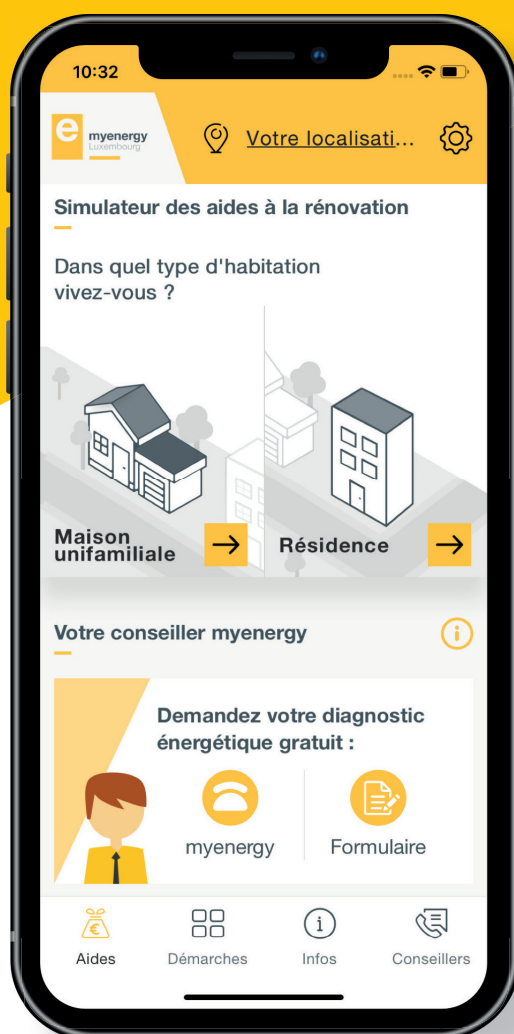 10:32
e
myenergy
Luxembourg
Votre localisati...
Simulateur des aides à la rénovation
Dans quel type d'habitation
vivez-vous ?
Maison
unifamiliale
Résidence
Votre conseiller myenergy
Demandez votre diagnostic
énergétique gratuit :
myenergy
Formulaire
Aides
Démarches
Infos
Conseillers